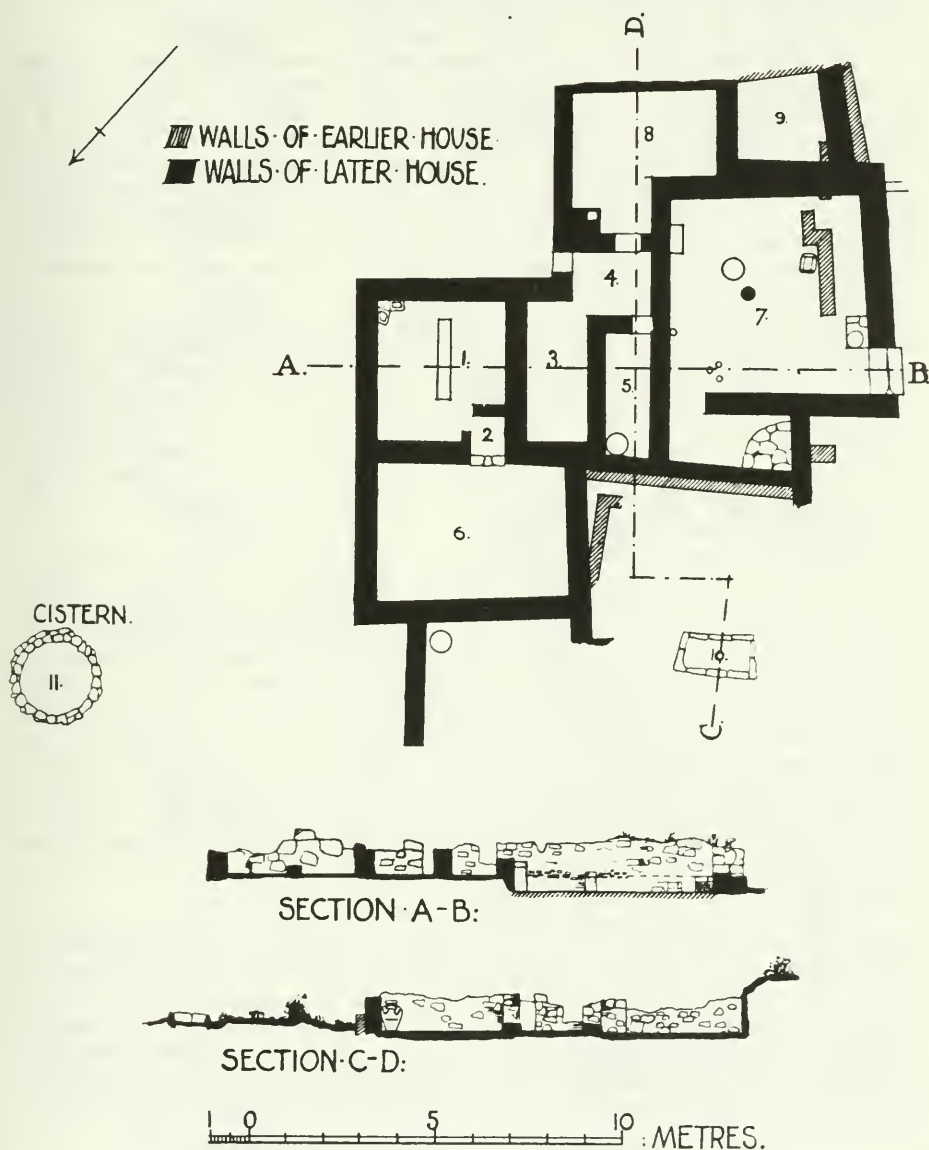 D.
WALLS·OF·EARLIER·HOUSE
WALLS·OF·LATER·HOUSE.
8
9.
4.
7.
A.
1.
3.
5.
B.
2
6.
CISTERN.
11.
10.
C
SECTION·A-B:
SECTION·C-D:
1 0 5 10 :METRES.